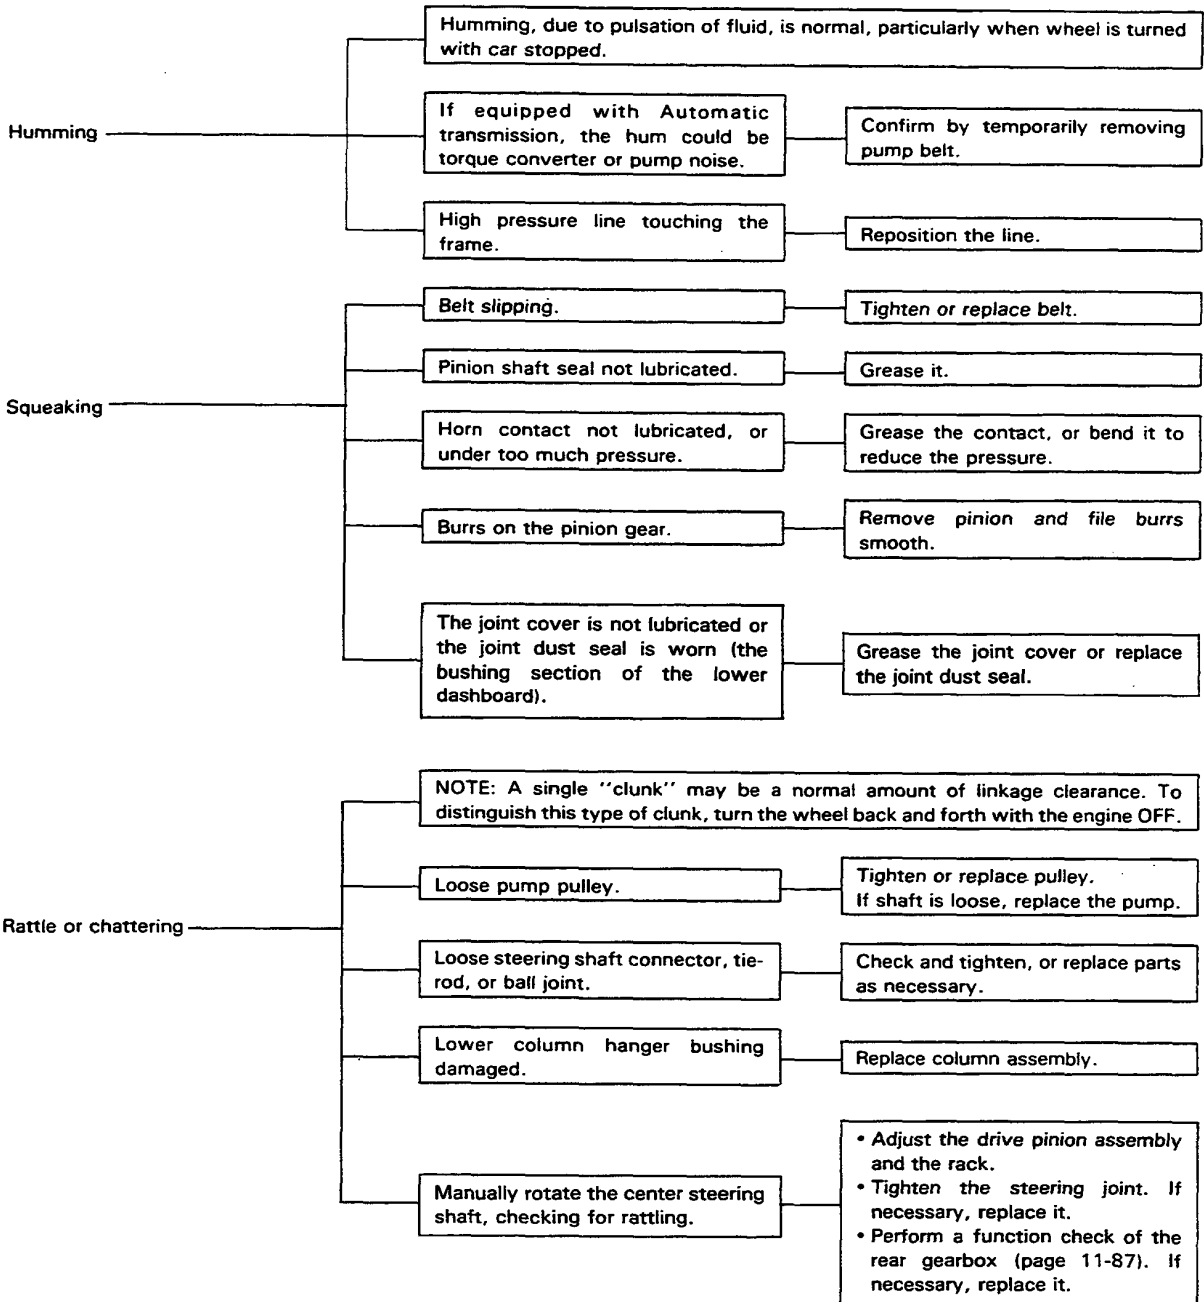 Humming, due to pulsation of fluid, is normal, particularly when wheel is turned
with car stopped.
Humming
If equipped with Automatic
transmission, the hum could be
torque converter or pump noise.
Confirm by temporarily removing
pump belt.
High pressure line touching the
frame.
Reposition the line.
Squeaking
Belt slipping.
Tighten or replace belt.
Pinion shaft seal not lubricated.
Grease it.
Horn contact not lubricated, or
under too much pressure.
Grease the contact, or bend it to
reduce the pressure.
Burrs on the pinion gear.
Remove pinion and file burrs
smooth.
The joint cover is not lubricated or
the joint dust seal is worn (the
bushing section of the lower
dashboard).
Grease the joint cover or replace
the joint dust seal.
Rattle or chattering
NOTE: A single "clunk" may be a normal amount of linkage clearance. To
distinguish this type of clunk, turn the wheel back and forth with the engine OFF.
Loose pump pulley.
Tighten or replace pulley.
If shaft is loose, replace the pump.
Loose steering shaft connector, tie-
rod, or ball joint.
Check and tighten, or replace parts
as necessary.
Lower column hanger bushing
damaged.
Replace column assembly.
Manually rotate the center steering
shaft, checking for rattling.
• Adjust the drive pinion assembly
and the rack.
• Tighten the steering joint. If
necessary, replace it.
• Perform a function check of the
rear gearbox (page 11-87). If
necessary, replace it.